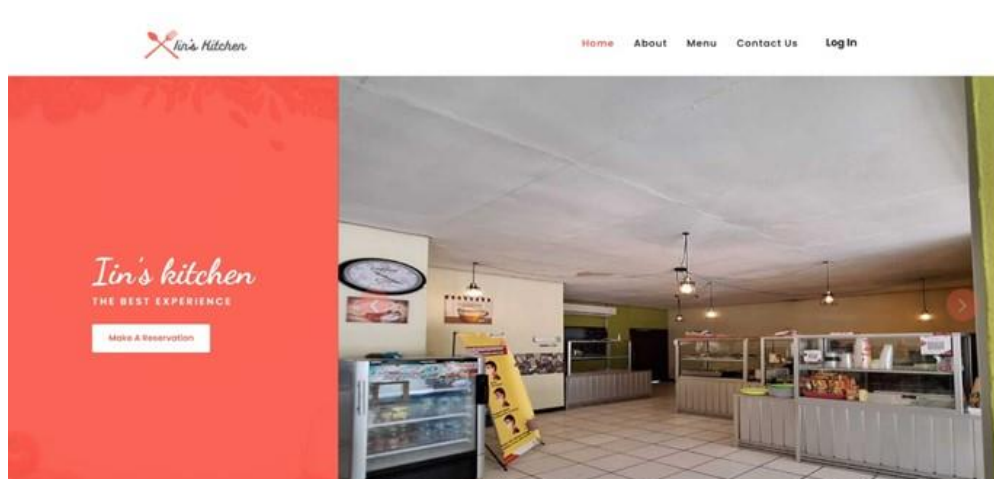 Iin's Kitchen
Home About Menu Contact Us Log In
Iin's kitchen
THE BEST EXPERIENCE
Make A Reservation